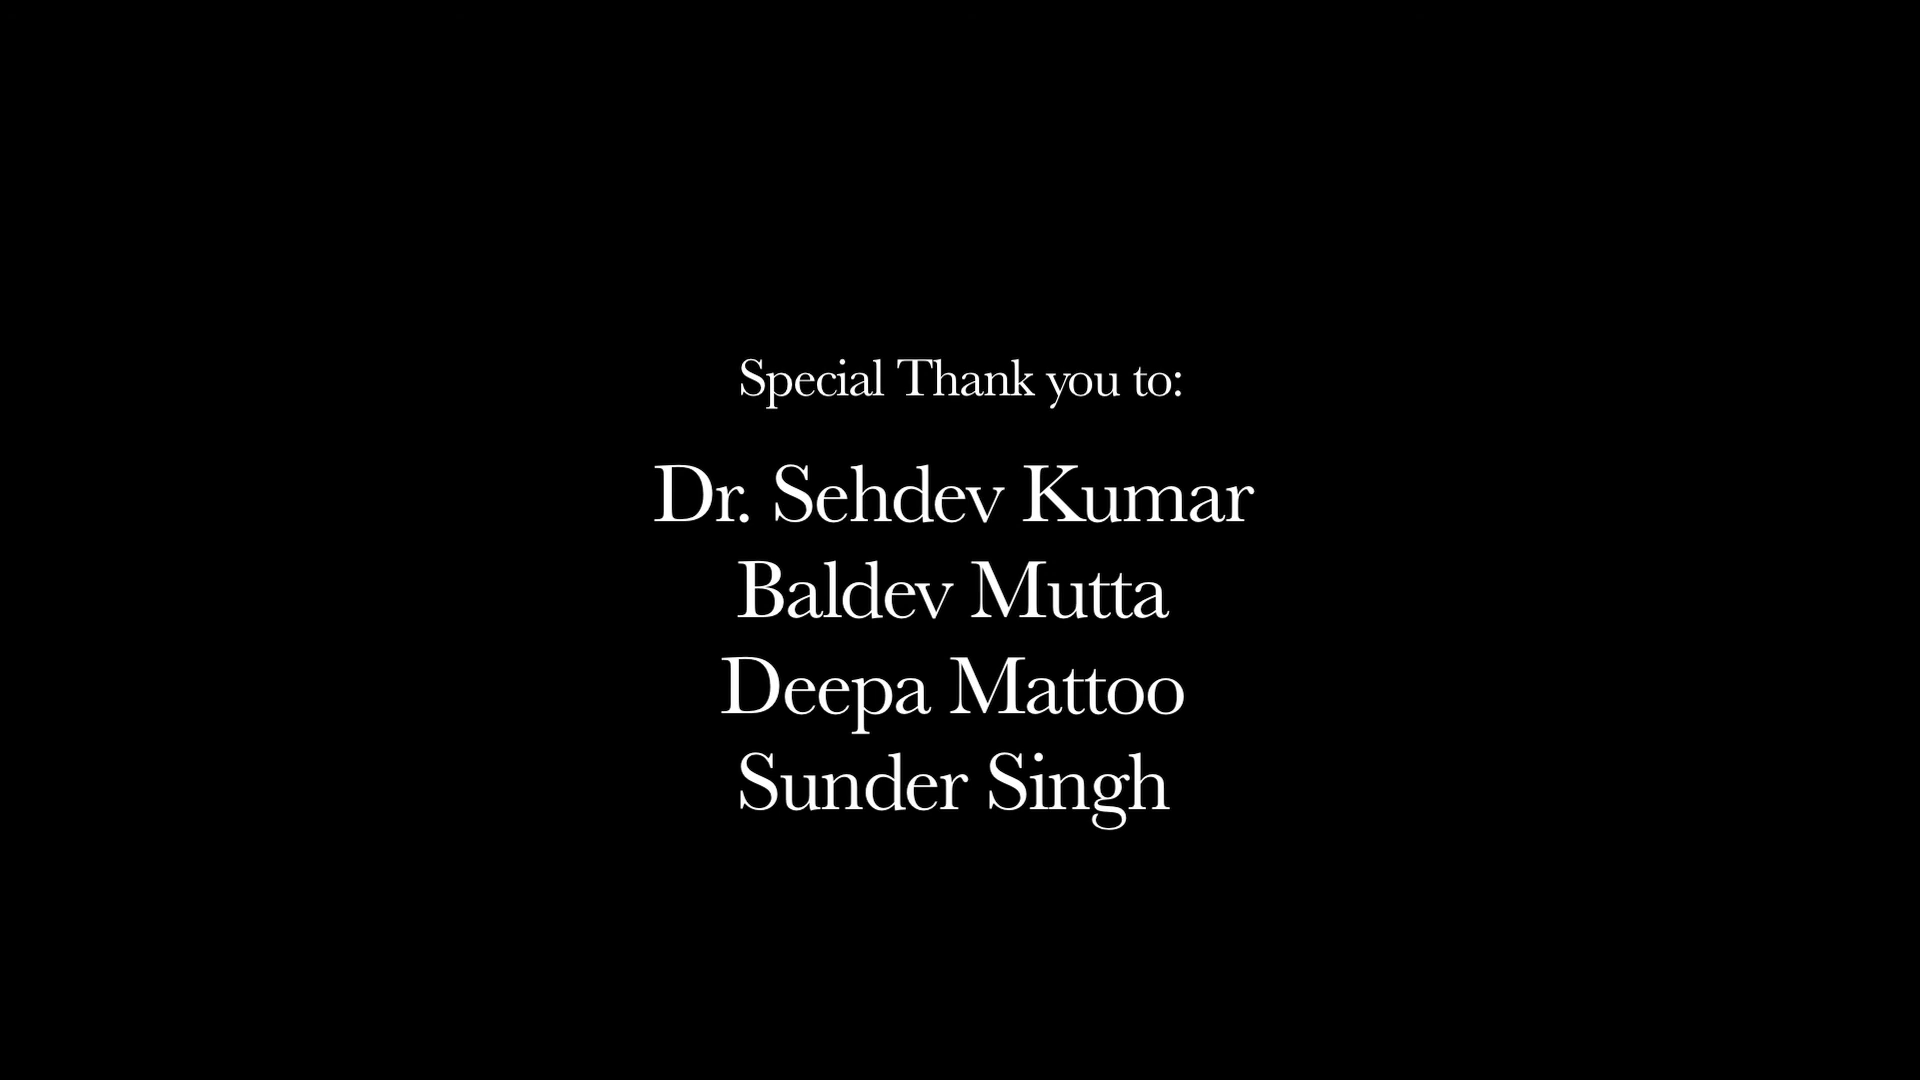 Special Thank you to:
Dr. Sehdev Kumar
Baldev Mutta
Deepa Mattoo
Sunder Singh